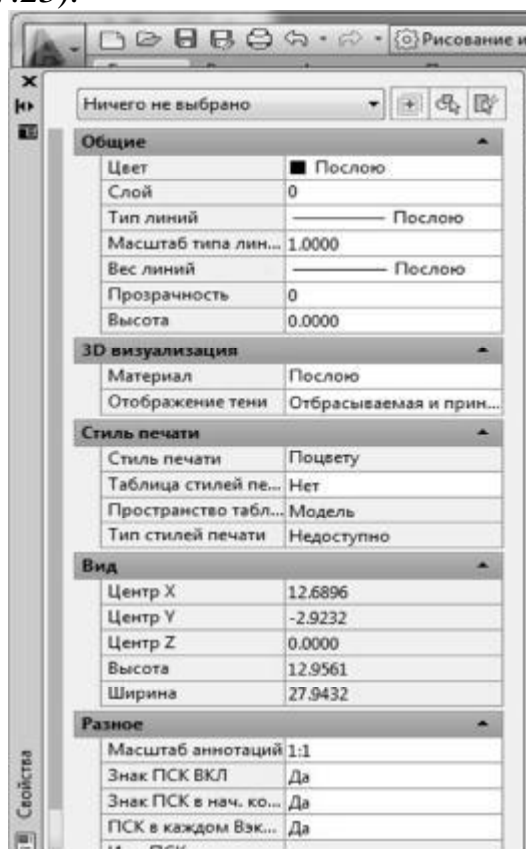 7.23).
Рисование и
Ничего не выбрано
Общие
Цвет Послою
Слой 0
Тип линий Послою
Масштаб типа лин... 1.0000
Вес линий Послою
Прозрачность 0
Высота 0.0000
3D визуализация
Материал Послою
Отображение тени Отбрасываемая и прин...
Стиль печати
Стиль печати Поцвету
Таблица стилей пе... Нет
Пространство табл... Модель
Тип стилей печати Недоступно
Вид
Центр X 12.6896
Центр Y -2.9232
Центр Z 0.0000
Высота 12.9561
Ширина 27.9432
Разное
Масштаб аннотаций 1:1
Знак ПСК ВКЛ Да
Знак ПСК в нач. ко... Да
ПСК в каждом Вэк... Да
Свойства